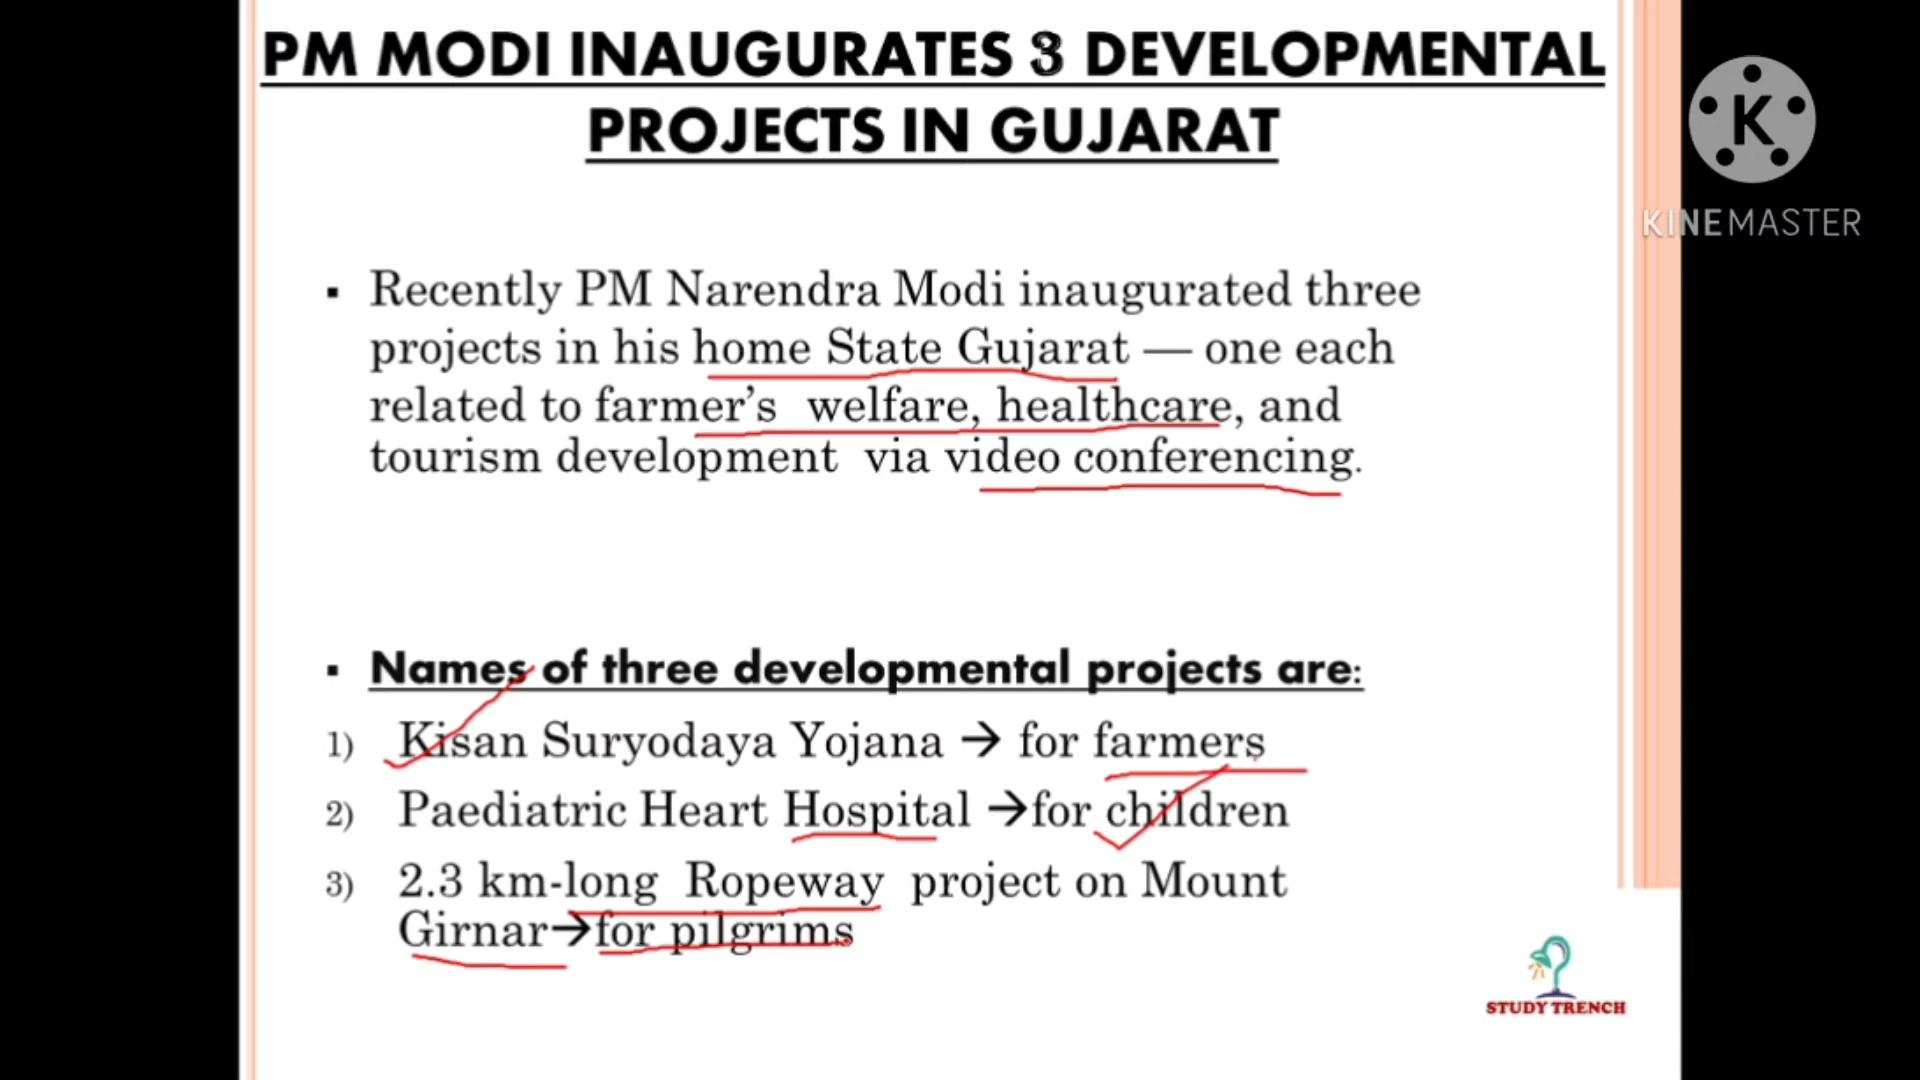 PM MODI INAUGURATES 3 DEVELOPMENTAL
PROJECTS IN GUJARAT
K
KINEMASTER
▪ Recently PM Narendra Modi inaugurated three
projects in his home State Gujarat — one each
related to farmer’s welfare, healthcare, and
tourism development via video conferencing.
▪ Names of three developmental projects are:
1) Kisan Suryodaya Yojana → for farmers
2) Paediatric Heart Hospital →for children
3) 2.3 km-long Ropeway project on Mount
Girnar→for pilgrims
STUDY TRENCH